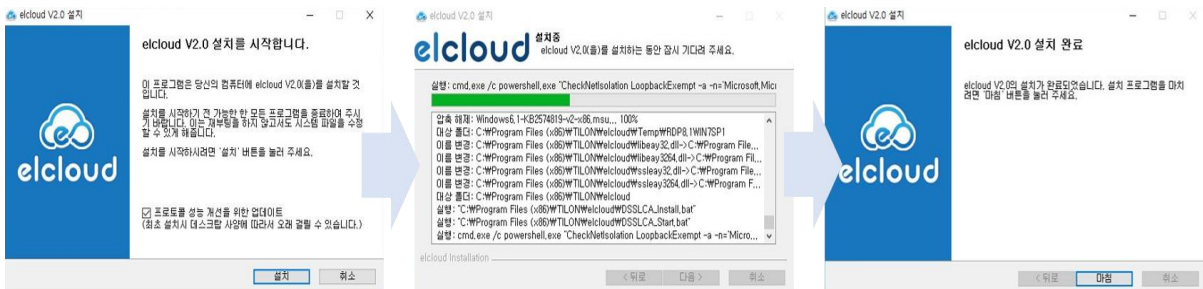 elcloud V2.0 설치
elcloud V2.0 설치를 시작합니다.
이 프로그램은 당신의 컴퓨터에 elcloud V2.0(을)를 설치할 것
입니다.
설치를 시작하기 전 가능한 한 모든 프로그램을 종료하여 주시
기 바랍니다. 이는 재부팅을 하지 않고서도 시스템 파일을 수정
할 수 있게 해줍니다.
설치를 시작하시려면 '설치' 버튼을 눌러 주세요.
elcloud
프로토콜 성능 개선을 위한 업데이트
(최초 설치시 데스크탑 사양에 따라서 오래 걸릴 수 있습니다.)
설치
취소
elcloud V2.0 설치
elcloud
설치중
elcloud V2.0(을)를 설치하는 동안 잠시 기다려 주세요.
실행: cmd.exe /c powershell.exe "CheckNetIsolation LoopbackExempt -a -n='Microsoft.Micr
압축 해제: Windows6.1-KB2574819-v2-x86.msu... 100%
대상 폴더: C:₩Program Files (x86)₩TILON₩elcloud₩Temp₩RDP8.1WIN7SP1
이름 변경: C:₩Program Files (x86)₩TILON₩elcloud₩libeay32.dll->C:₩Program File...
이름 변경: C:₩Program Files (x86)₩TILON₩elcloud₩libeay3264.dll->C:₩Program Fil...
이름 변경: C:₩Program Files (x86)₩TILON₩elcloud₩ssleay32.dll->C:₩Program File...
이름 변경: C:₩Program Files (x86)₩TILON₩elcloud₩ssleay3264.dll->C:₩Program F...
대상 폴더: C:₩Program Files (x86)₩TILON₩elcloud
실행: "C:₩Program Files (x86)₩TILON₩elcloud₩DSSLCA_Install.bat"
실행: "C:₩Program Files (x86)₩TILON₩elcloud₩DSSLCA_Start.bat"
실행: cmd.exe /c powershell.exe "CheckNetIsolation LoopbackExempt -a -n='Micro...
elcloud Installation
< 뒤로
다음 >
취소
elcloud V2.0 설치
elcloud V2.0 설치 완료
elcloud V2.0의 설치가 완료되었습니다. 설치 프로그램을 마치
려면 '마침' 버튼을 눌러 주세요.
elcloud
< 뒤로
마침
취소